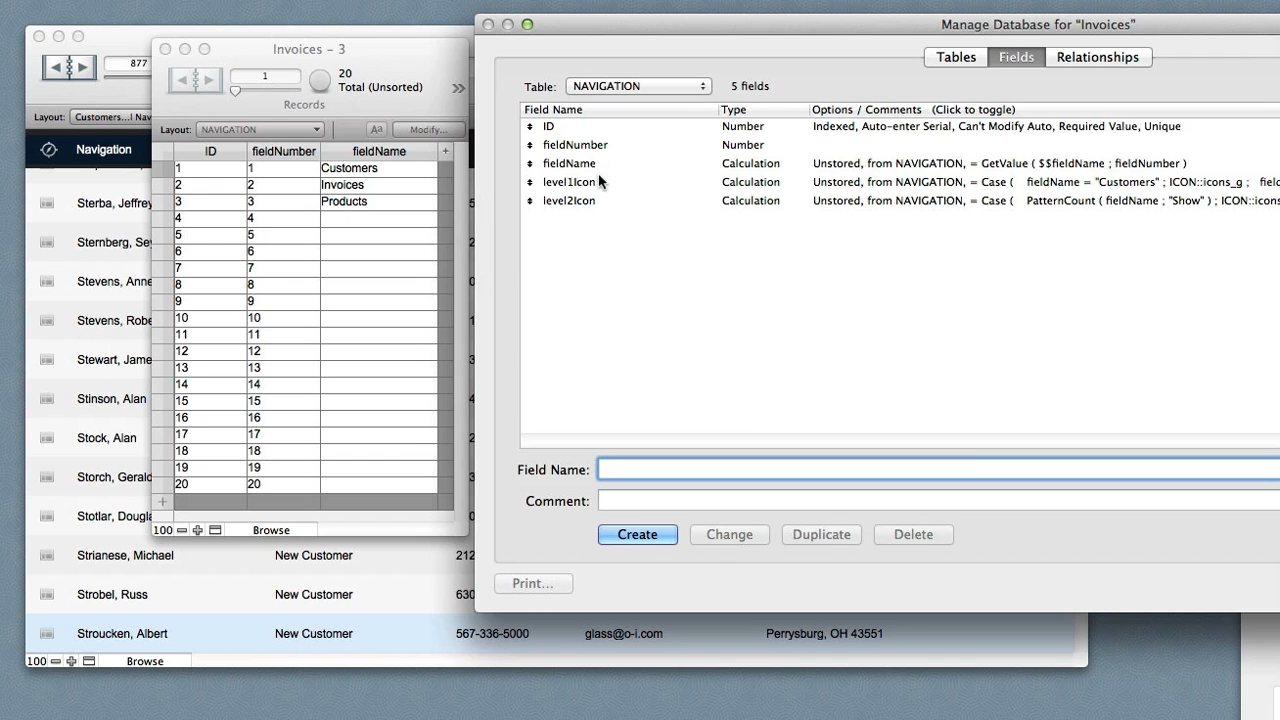 877
Layout:
Customers...I Nav
Navigation
Sterba, Jeffrey
Sternberg, Sey
Stevens, Anne
Stevens, Robe
Stewart, Jame
Stinson, Alan
Stock, Alan
Storch, Gerald
Stotlar, Dougla
Strianese, Michael New Customer 212
Strobel, Russ New Customer 630
Stroucken, Albert New Customer 567-336-5000 glass@o-i.com Perrysburg, OH 43551
100 Browse
Invoices - 3
1
20
Total (Unsorted)
Records
Layout: NAVIGATION Aa Modify...
ID fieldNumber fieldName +
1 1 Customers
2 2 Invoices
3 3 Products
4 4
5 5
6 6
7 7
8 8
9 9
10 10
11 11
12 12
13 13
14 14
15 15
16 16
17 17
18 18
19 19
20 20
+
100 Browse
Manage Database for “Invoices”
Tables Fields Relationships
Table: NAVIGATION 5 fields
Field Name Type Options / Comments (Click to toggle)
ID Number Indexed, Auto-enter Serial, Can't Modify Auto, Required Value, Unique
fieldNumber Number
fieldName Calculation Unstored, from NAVIGATION, = GetValue ( $$fieldName ; fieldNumber )
level1Icon Calculation Unstored, from NAVIGATION, = Case ( fieldName = "Customers" ; ICON::icons_g ; fiel
level2Icon Calculation Unstored, from NAVIGATION, = Case ( PatternCount ( fieldName ; "Show" ) ; ICON::icons
Field Name:
Comment:
Create Change Duplicate Delete
Print...